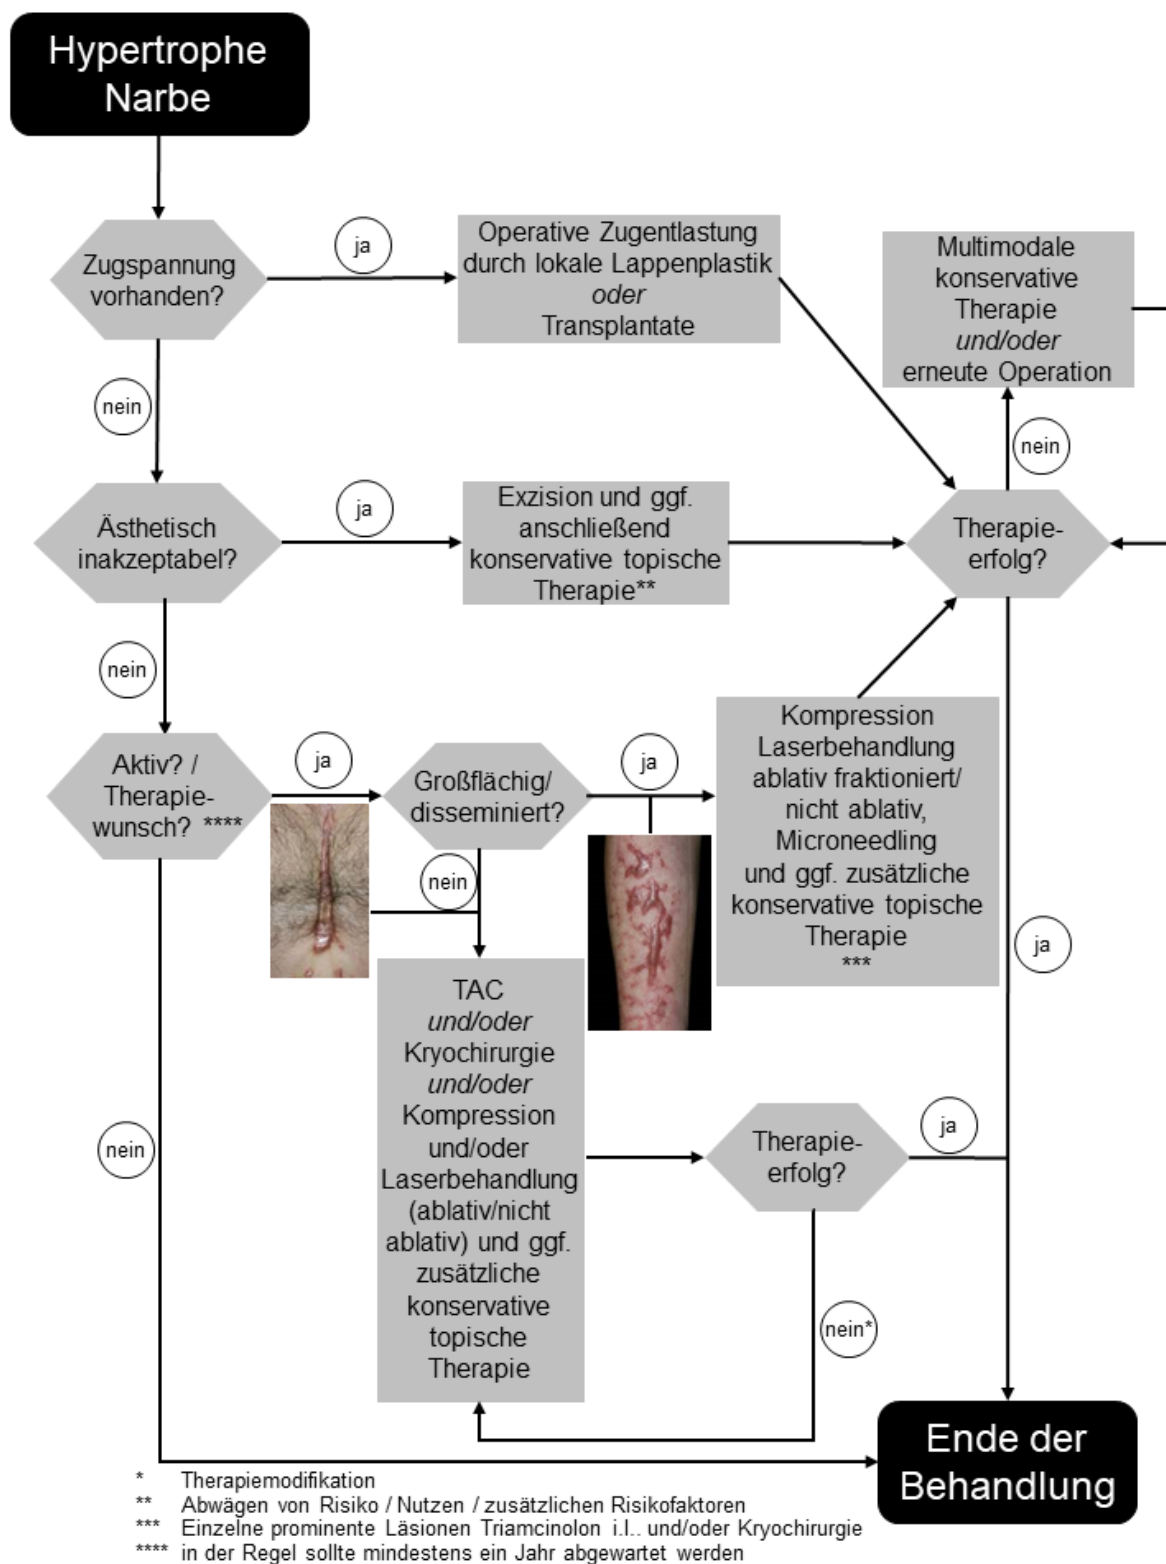 Hypertrophe
Narbe
Zugspannung
vorhanden?
ja
Operative Zugentlastung
durch lokale Lappenplastik
oder
Transplantate
Multimodale
konservative
Therapie
und/oder
erneute Operation
nein
nein
Ästhetisch
inakzeptabel?
ja
Exzision und ggf.
anschließend
konservative topische
Therapie**
Therapie-
erfolg?
nein
Aktiv? /
Therapie-
wunsch? ****
ja
Großflächig/
disseminiert?
ja
Kompression
Laserbehandlung
ablativ fraktioniert/
nicht ablativ,
Microneedling
und ggf. zusätzliche
konservative topische
Therapie
***
nein
ja
TAC
und/oder
Kryochirurgie
und/oder
Kompression
und/oder
Laserbehandlung
(ablativ/nicht
ablativ) und ggf.
zusätzliche
konservative
topische
Therapie
nein
Therapie-
erfolg?
ja
nein*
Ende der
Behandlung
* Therapiemodifikation
** Abwägen von Risiko / Nutzen / zusätzlichen Risikofaktoren
*** Einzelne prominente Läsionen Triamcinolon i.l.. und/oder Kryochirurgie
**** in der Regel sollte mindestens ein Jahr abgewartet werden